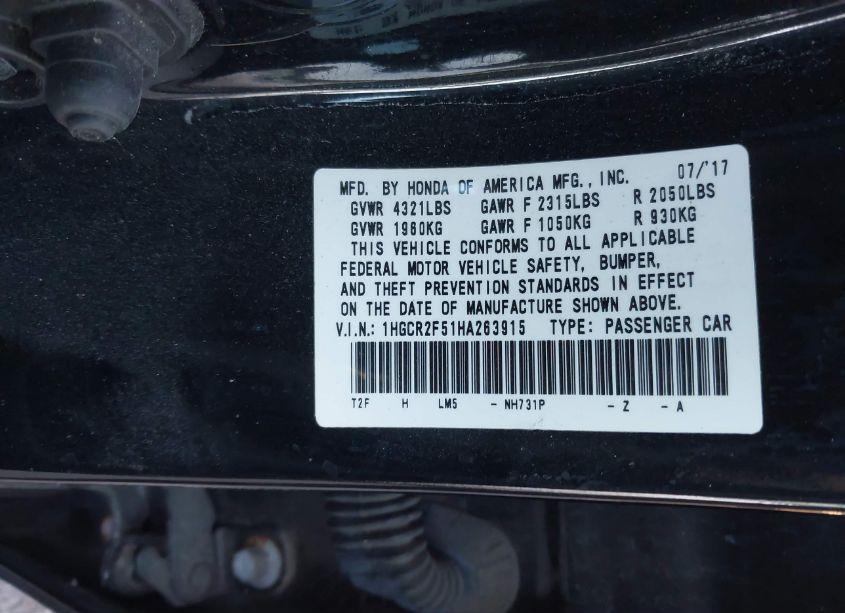 MFD. BY HONDA OF AMERICA MFG., INC. 07/'17
GVWR 4321LBS GAWR F 2315LBS R 2050LBS
GVWR 1960KG GAWR F 1050KG R 930KG
THIS VEHICLE CONFORMS TO ALL APPLICABLE
FEDERAL MOTOR VEHICLE SAFETY, BUMPER,
AND THEFT PREVENTION STANDARDS IN EFFECT
ON THE DATE OF MANUFACTURE SHOWN ABOVE.
V.I.N.: 1HGCR2F51HA263915 TYPE: PASSENGER CAR
T2F H LM5 - NH731P - Z - A